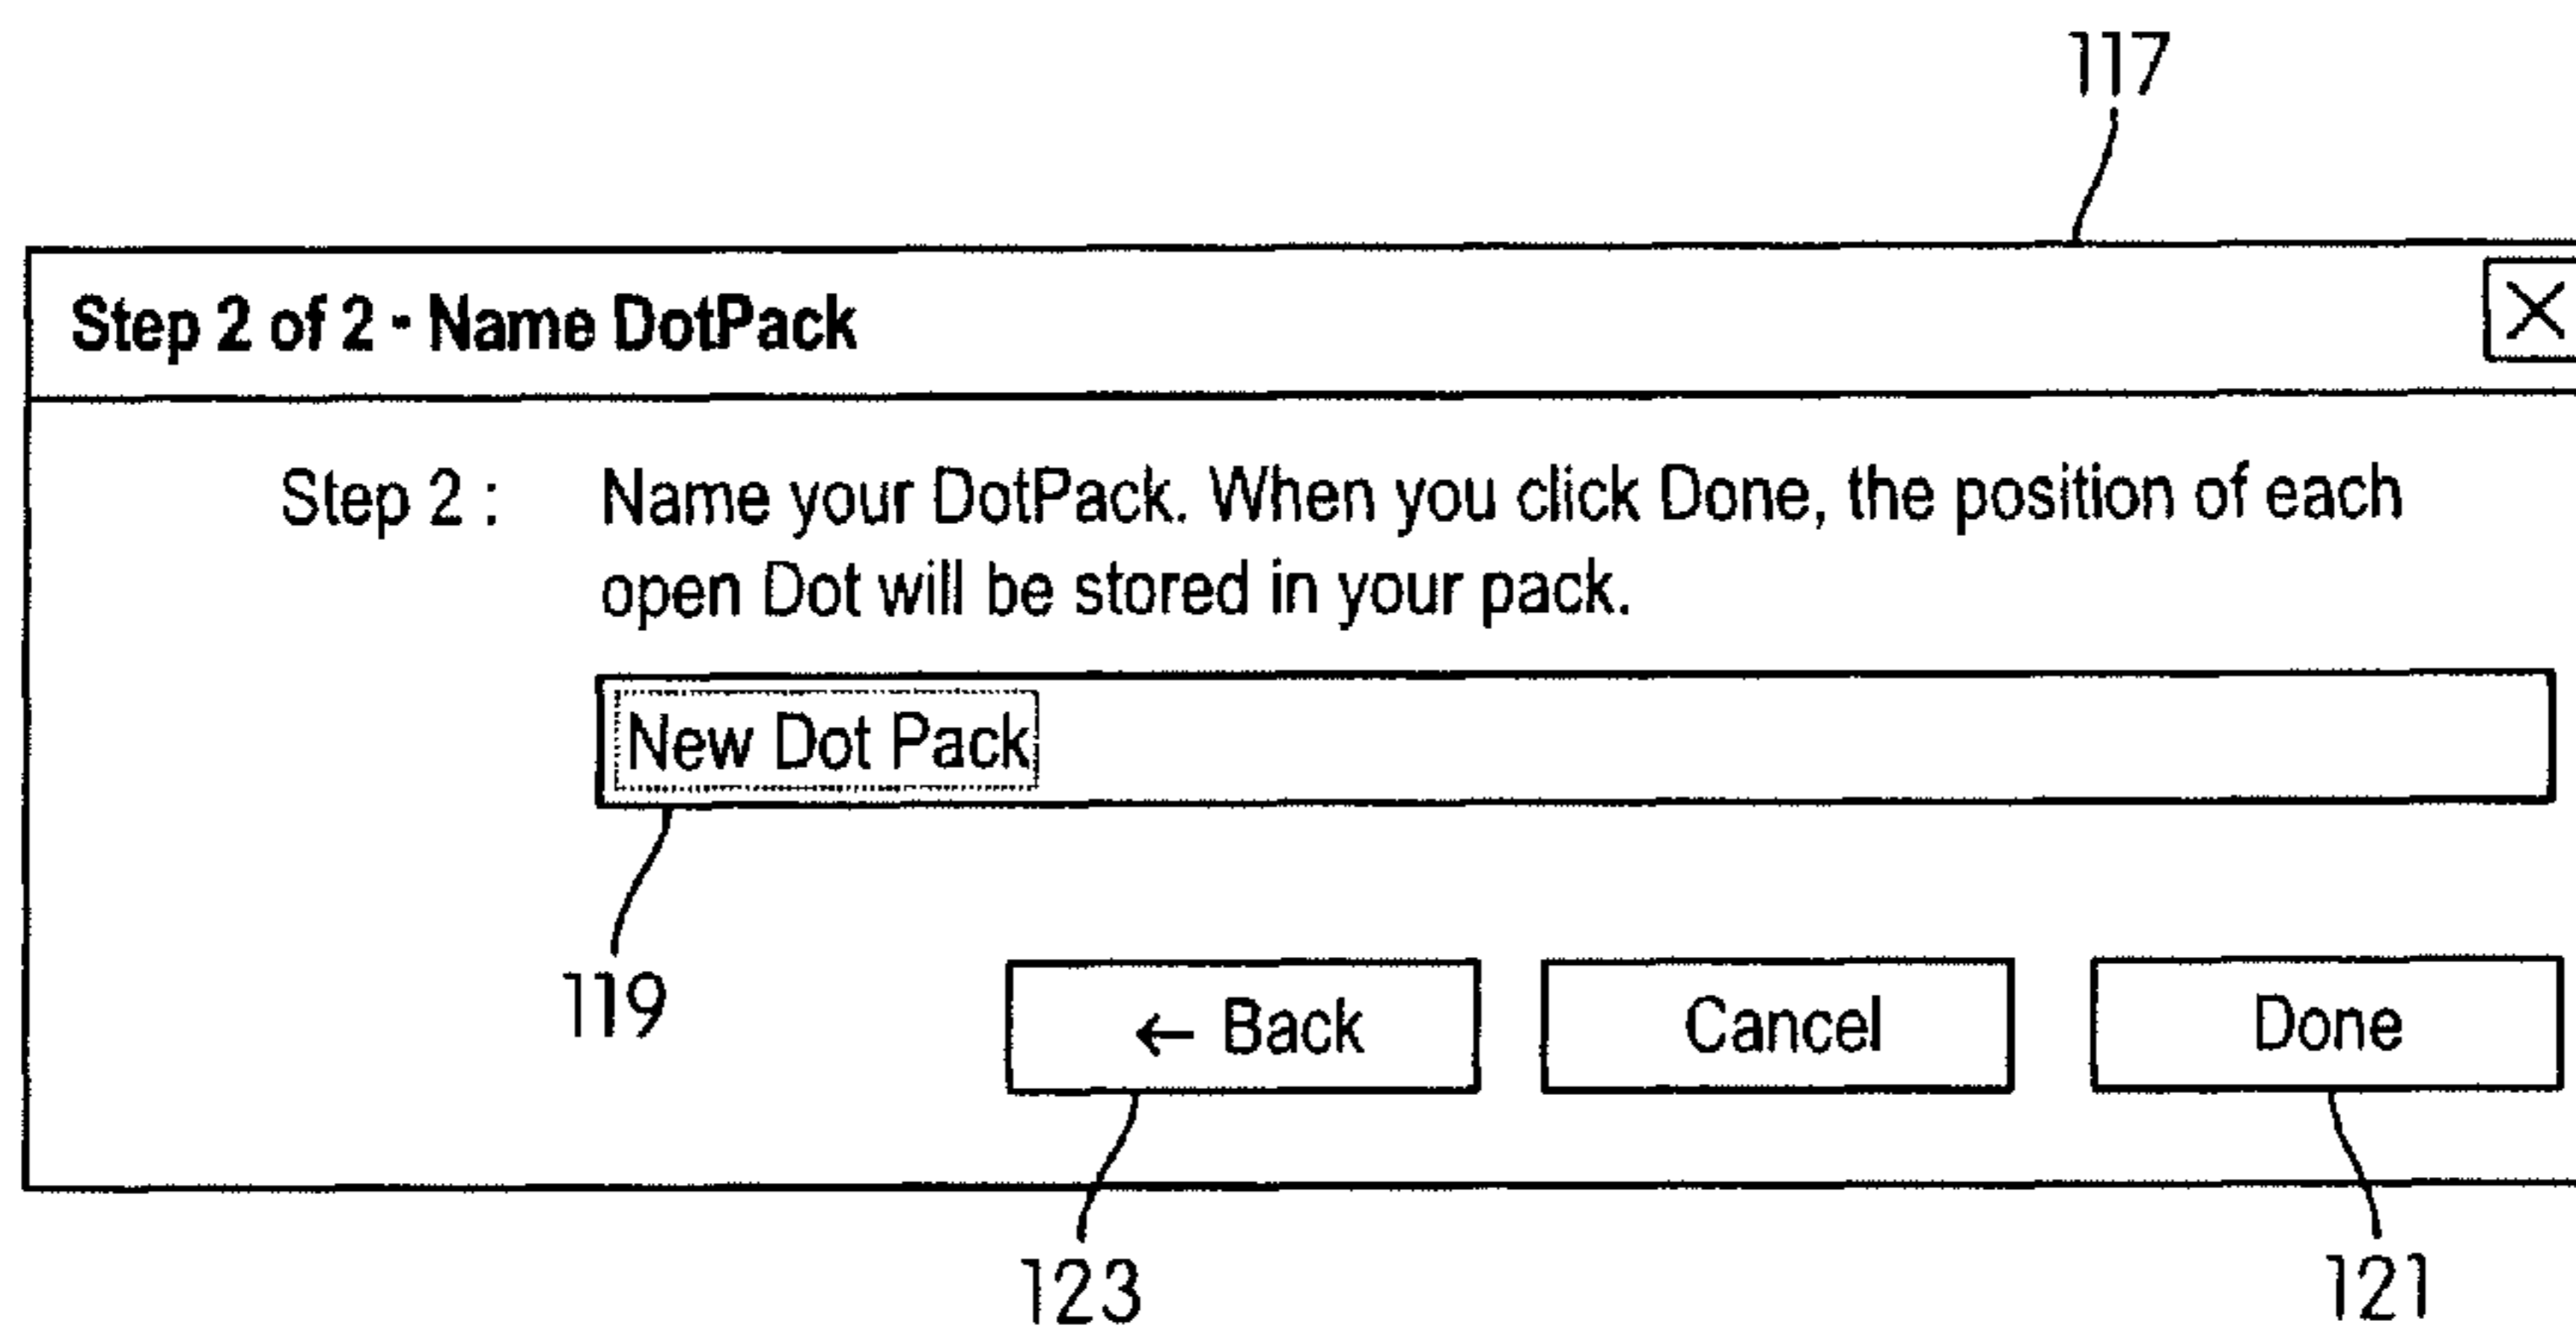 117
Step 2 of 2 - Name DotPack
Step 2 : Name your DotPack. When you click Done, the position of each
open Dot will be stored in your pack.
New Dot Pack
119
← Back Cancel Done
123 121